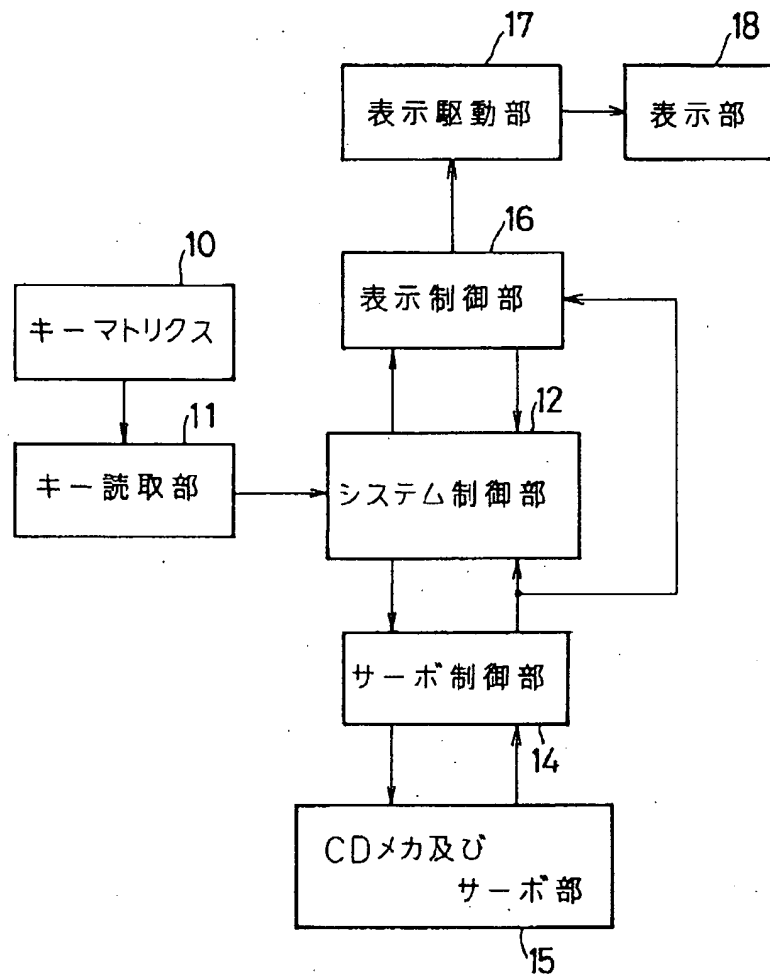 17
18
表示駆動部
表示部
16
表示制御部
10
キーマトリクス
11
キー読取部
12
システム制御部
サーボ制御部
14
CDメカ及び
サーボ部
15